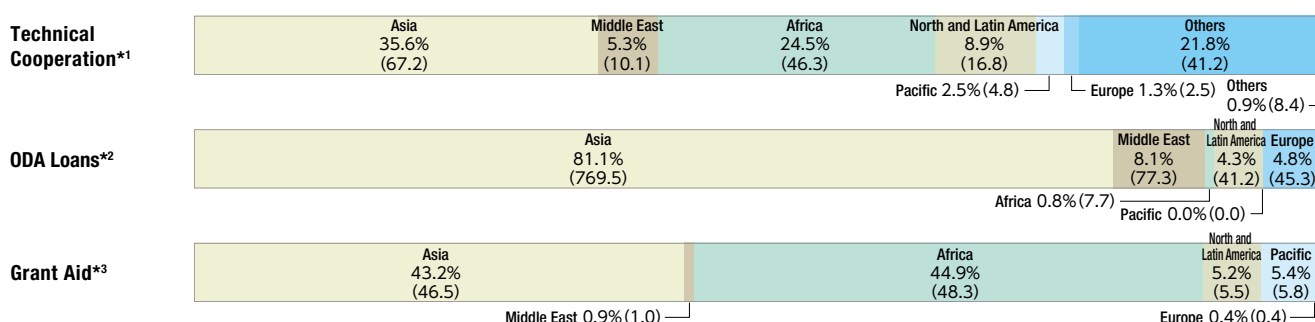 Technical
Cooperation*1
Asia
35.6%
(67.2)
Middle East
5.3%
(10.1)
Africa
24.5%
(46.3)
North and Latin America
8.9%
(16.8)
Others
21.8%
(41.2)
Pacific 2.5%(4.8)
Europe 1.3%(2.5)
Others
0.9%(8.4)
ODA Loans*2
Asia
81.1%
(769.5)
Middle East
8.1%
(77.3)
North and
Latin America
4.3%
(41.2)
Europe
4.8%
(45.3)
Africa 0.8%(7.7)
Pacific 0.0%(0.0)
Grant Aid*3
Asia
43.2%
(46.5)
Africa
44.9%
(48.3)
North and
Latin America
5.2%
(5.5)
Pacific
5.4%
(5.8)
Middle East 0.9%(1.0)
Europe 0.4%(0.4)